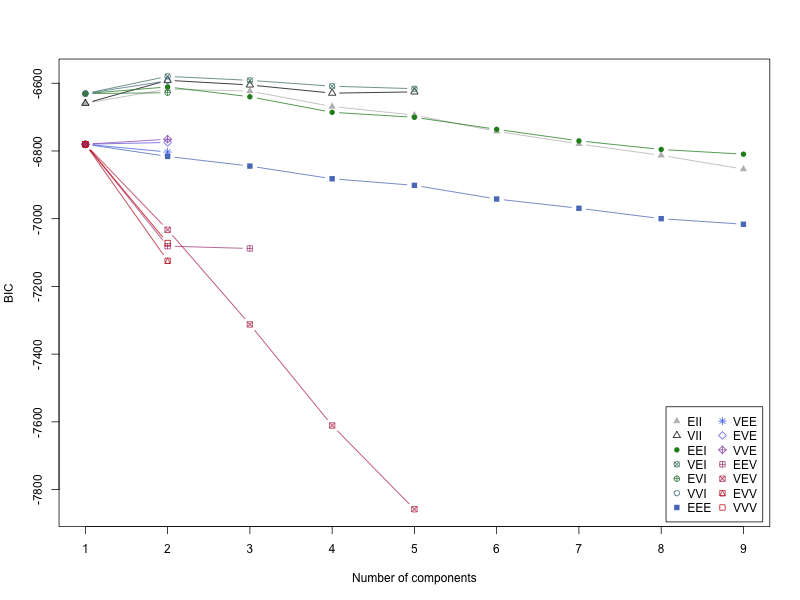 BIC
-6600
-6800
-7000
-7200
-7400
-7600
-7800
1 2 3 4 5 6 7 8 9
Number of components
EII VEE
VII EVE
EEI VVE
VEI EEV
EVI VEV
VVI EVV
EEE VVV